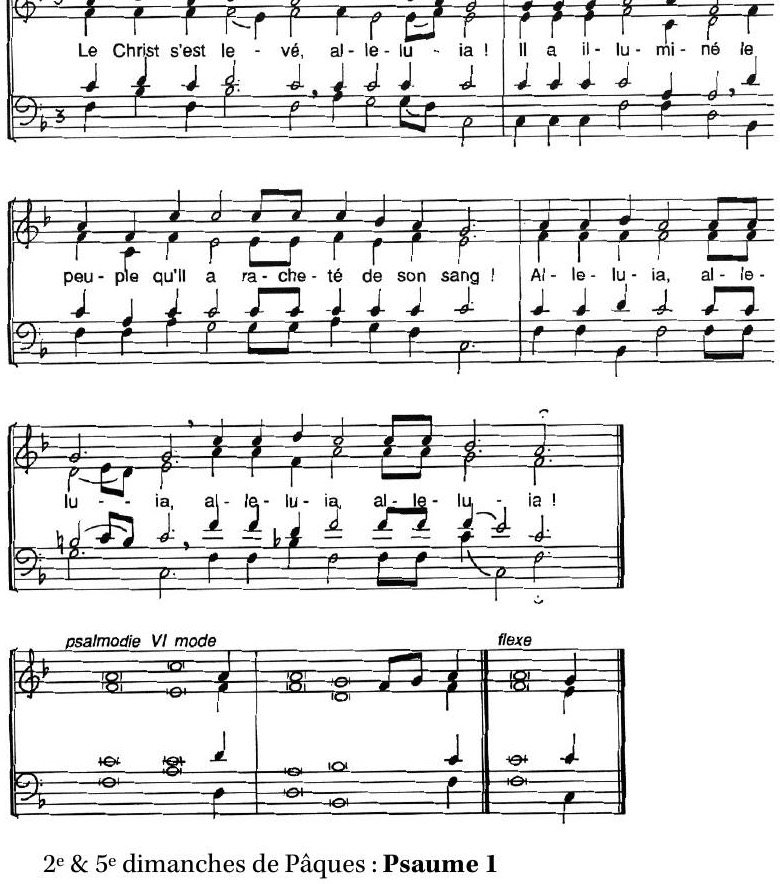 Le Christ s'est le - vé, al - le - lu - ia ! Il a il - lu - mi - né le
peu - ple qu'il a ra - che - té de son sang ! Al - le - lu - ia, al - le -
lu - - ia, al - le - lu - ia, al - le - lu - ia !
psalmodie VI mode flexe
2e & 5e dimanches de Pâques : Psaume 1